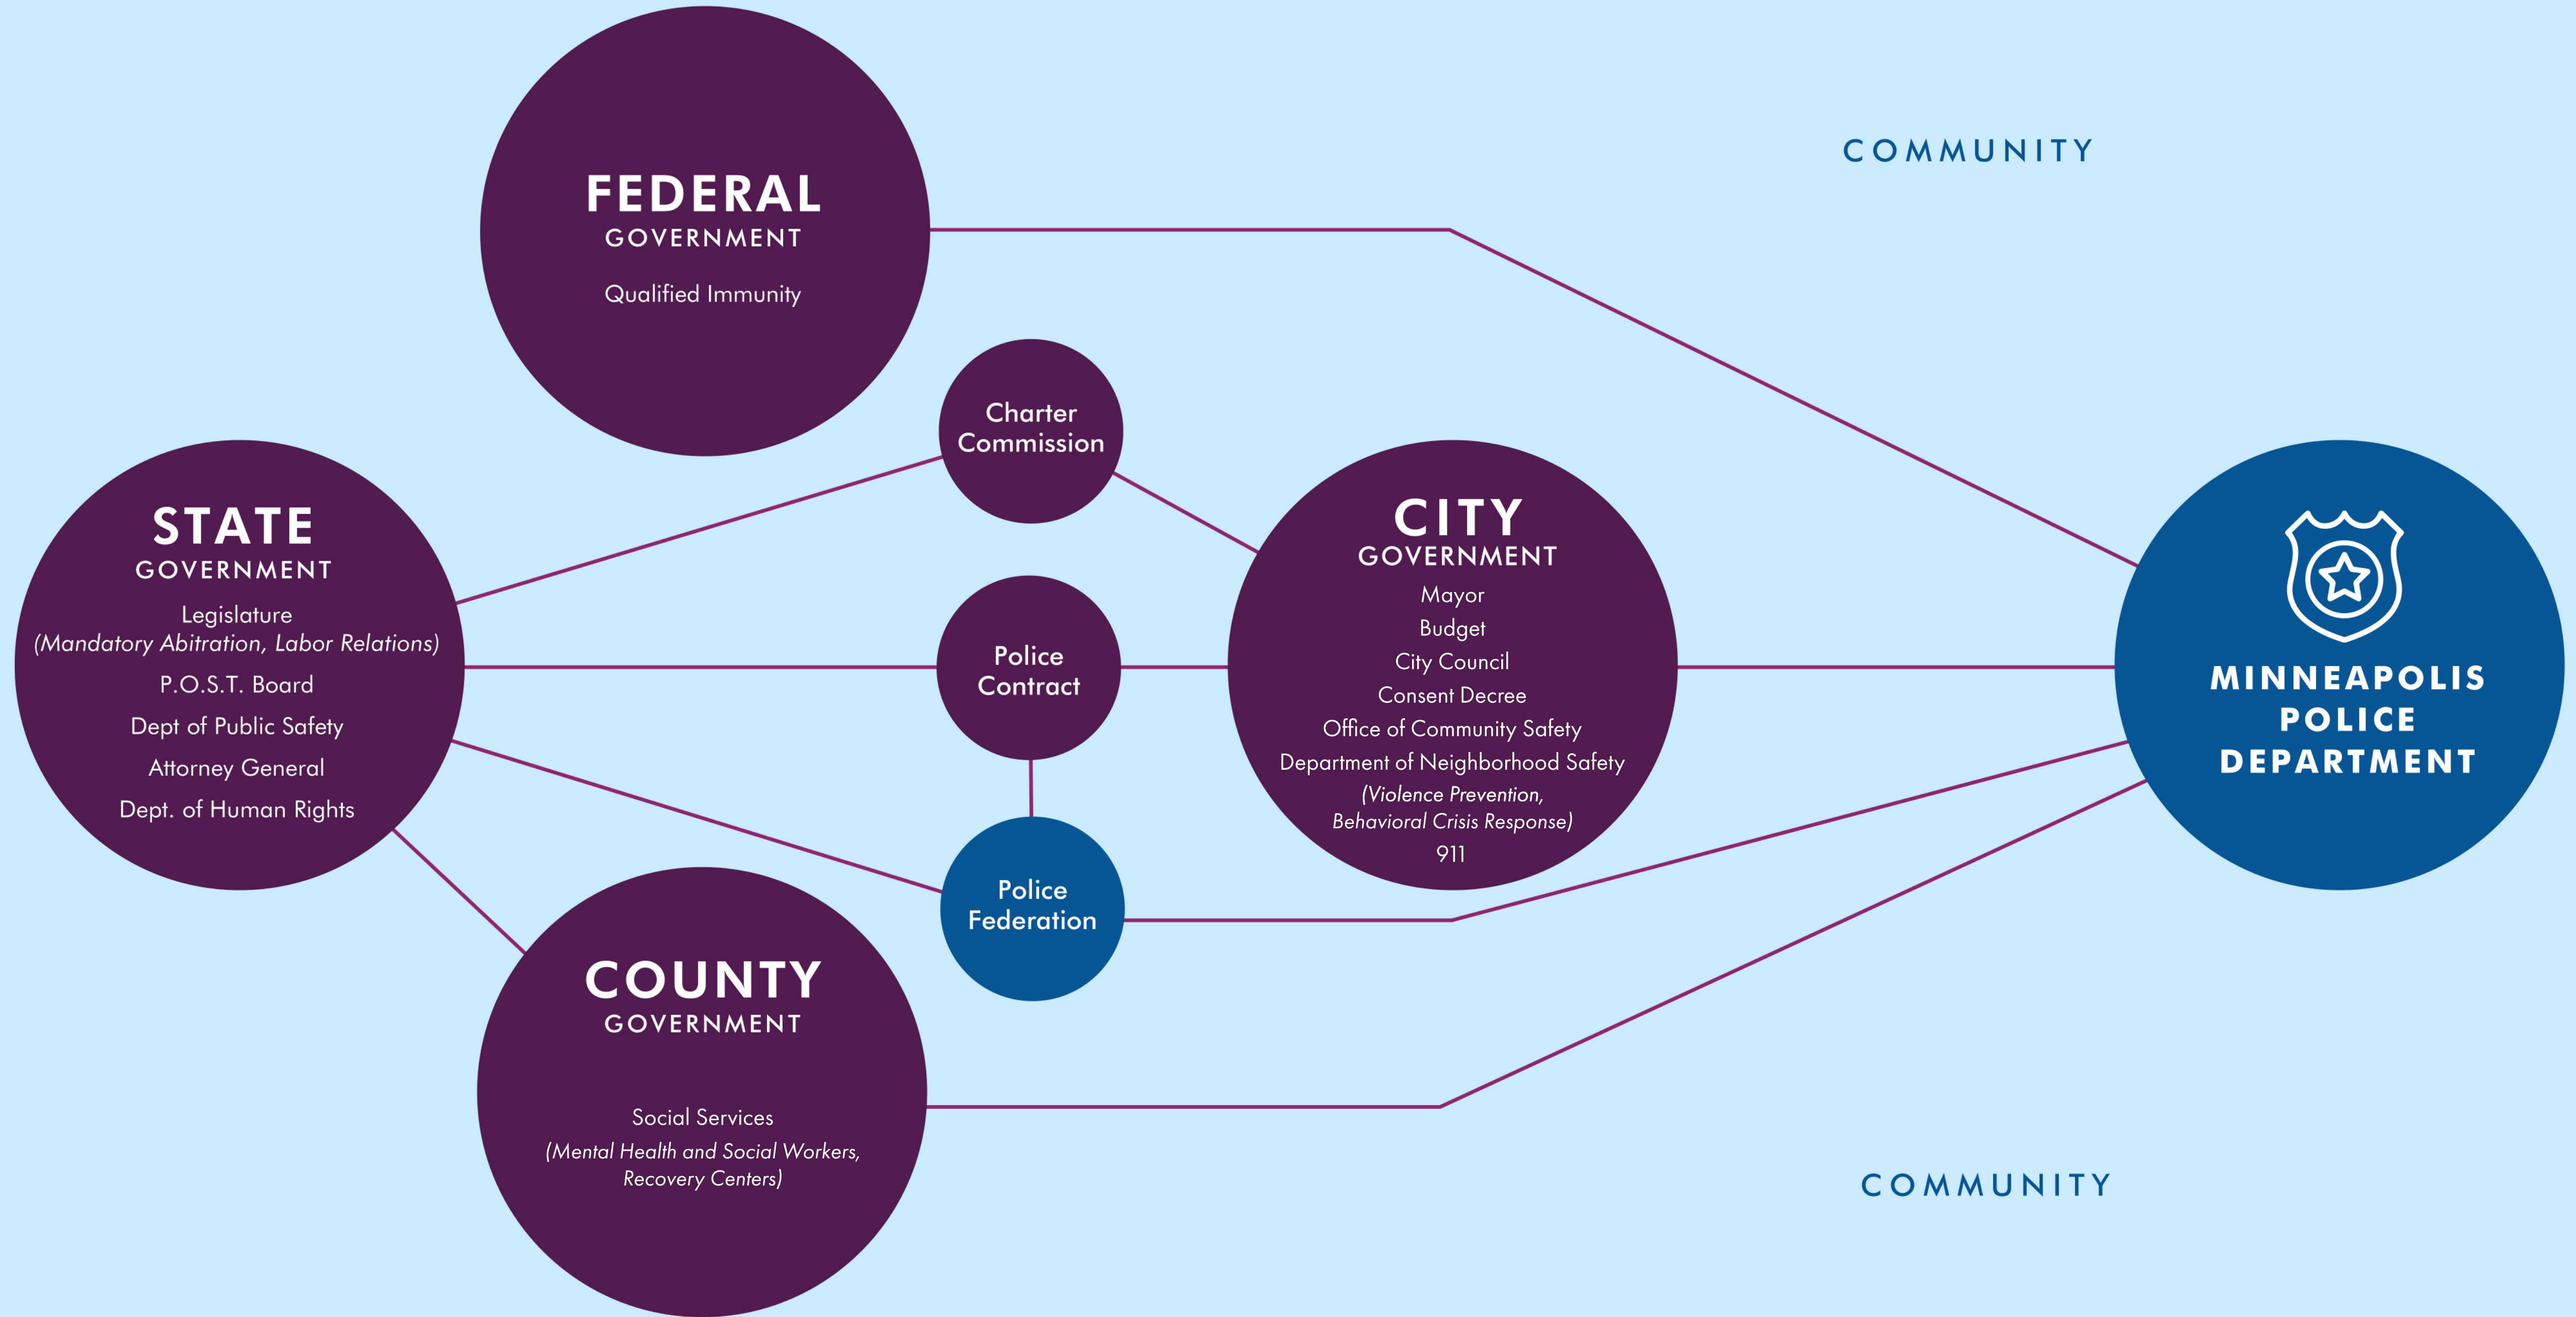 FEDERAL
GOVERNMENT
Qualified Immunity
COMMUNITY
Charter
Commission
STATE
GOVERNMENT
Legislature
(Mandatory Abitration, Labor Relations)
P.O.S.T. Board
Dept of Public Safety
Attorney General
Dept. of Human Rights
Police
Contract
CITY
GOVERNMENT
Mayor
Budget
City Council
Consent Decree
Office of Community Safety
Department of Neighborhood Safety
(Violence Prevention,
Behavioral Crisis Response)
911
MINNEAPOLIS
POLICE
DEPARTMENT
Police
Federation
COUNTY
GOVERNMENT
Social Services
(Mental Health and Social Workers,
Recovery Centers)
COMMUNITY